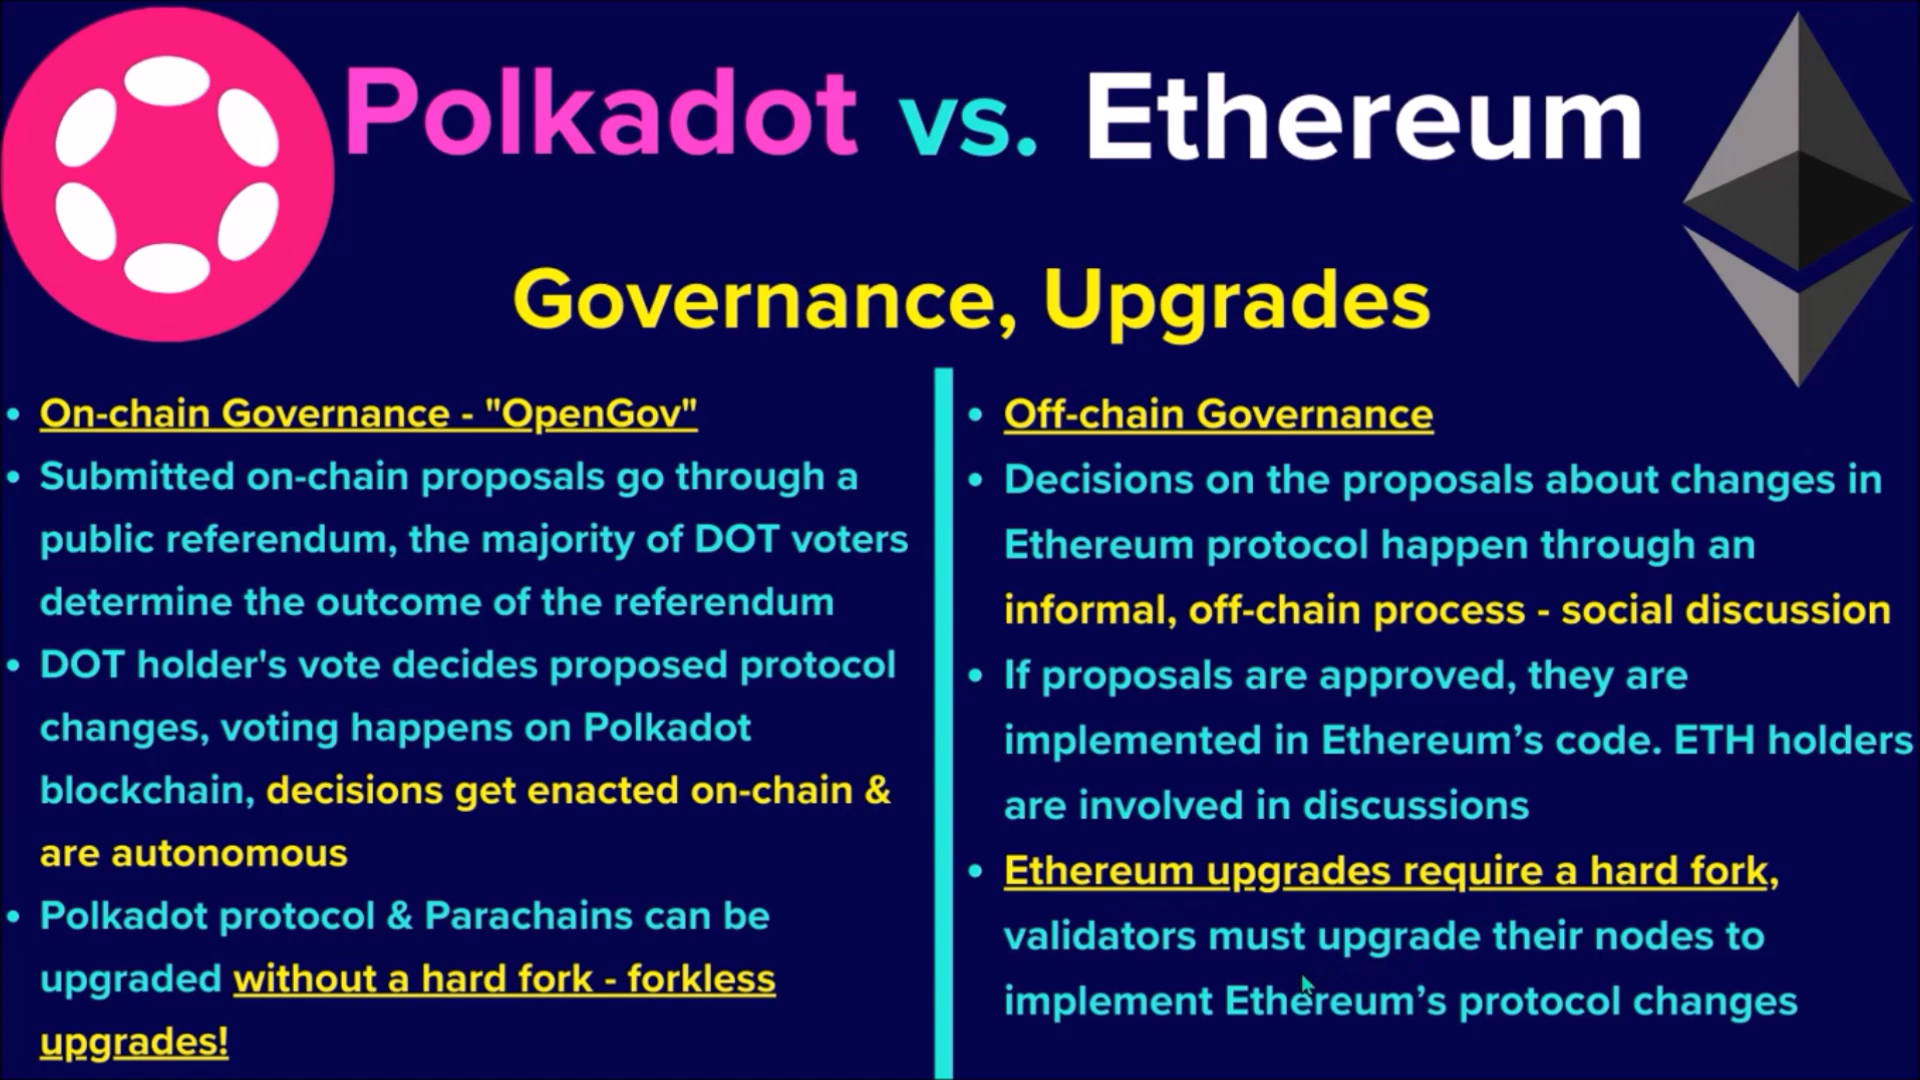 Polkadot vs. Ethereum
Governance, Upgrades
• On-chain Governance - "OpenGov"
• Submitted on-chain proposals go through a
public referendum, the majority of DOT voters
determine the outcome of the referendum
• DOT holder's vote decides proposed protocol
changes, voting happens on Polkadot
blockchain, decisions get enacted on-chain &
are autonomous
• Polkadot protocol & Parachains can be
upgraded without a hard fork - forkless
upgrades!
• Off-chain Governance
• Decisions on the proposals about changes in
Ethereum protocol happen through an
informal, off-chain process - social discussion
• If proposals are approved, they are
implemented in Ethereum’s code. ETH holders
are involved in discussions
• Ethereum upgrades require a hard fork,
validators must upgrade their nodes to
implement Ethereum’s protocol changes